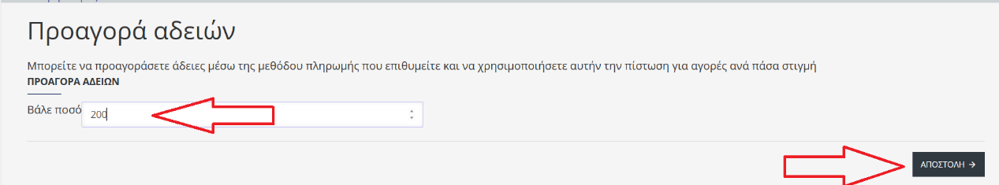 Προαγορά αδειών
Μπορείτε να προαγοράσετε άδειες μέσω της μεθόδου πληρωμής που επιθυμείτε και να χρησιμοποιήσετε αυτήν την πίστωση για αγορές ανά πάσα στιγμή
ΠΡΟΑΓΟΡΑ ΑΔΕΙΩΝ
Βάλε ποσό 200
ΑΠΟΣΤΟΛΗ →